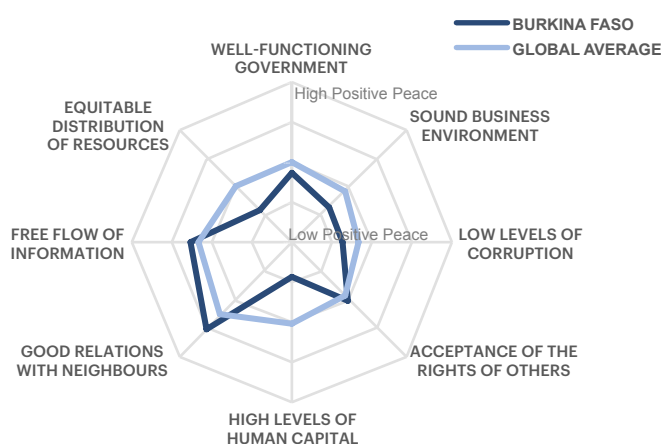 BURKINA FASO
GLOBAL AVERAGE
WELL-FUNCTIONING
GOVERNMENT
High Positive Peace
EQUITABLE
DISTRIBUTION
OF RESOURCES
SOUND BUSINESS
ENVIRONMENT
FREE FLOW OF
INFORMATION
Low Positive Peace
LOW LEVELS OF
CORRUPTION
GOOD RELATIONS
WITH NEIGHBOURS
ACCEPTANCE OF THE
RIGHTS OF OTHERS
HIGH LEVELS OF
HUMAN CAPITAL